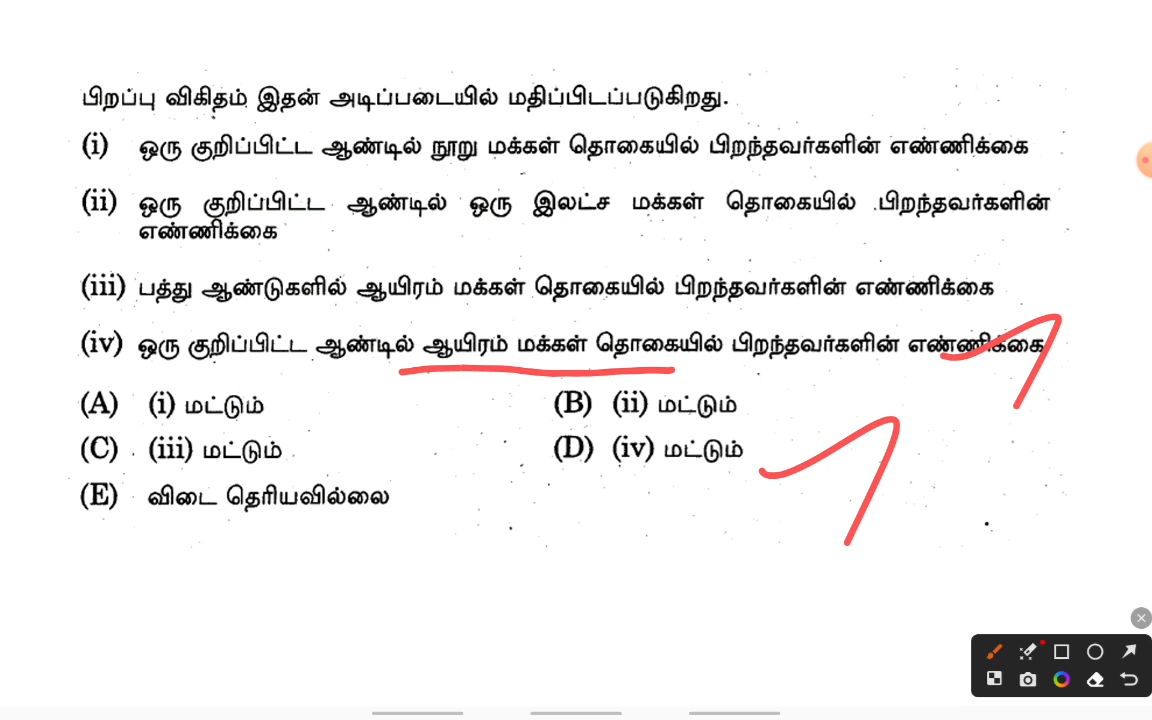 பிறப்பு விகிதம் இதன் அடிப்படையில் மதிப்பிடப்படுகிறது.
(i) ஒரு குறிப்பிட்ட ஆண்டில் நூறு மக்கள் தொகையில் பிறந்தவர்களின் எண்ணிக்கை
(ii) ஒரு குறிப்பிட்ட ஆண்டில் ஒரு இலட்ச மக்கள் தொகையில் பிறந்தவர்களின்
எண்ணிக்கை
(iii) பத்து ஆண்டுகளில் ஆயிரம் மக்கள் தொகையில் பிறந்தவர்களின் எண்ணிக்கை
(iv) ஒரு குறிப்பிட்ட ஆண்டில் ஆயிரம் மக்கள் தொகையில் பிறந்தவர்களின் எண்ணிக்கை
(A) (i) மட்டும் (B) (ii) மட்டும்
(C) (iii) மட்டும் (D) (iv) மட்டும்
(E) விடை தெரியவில்லை